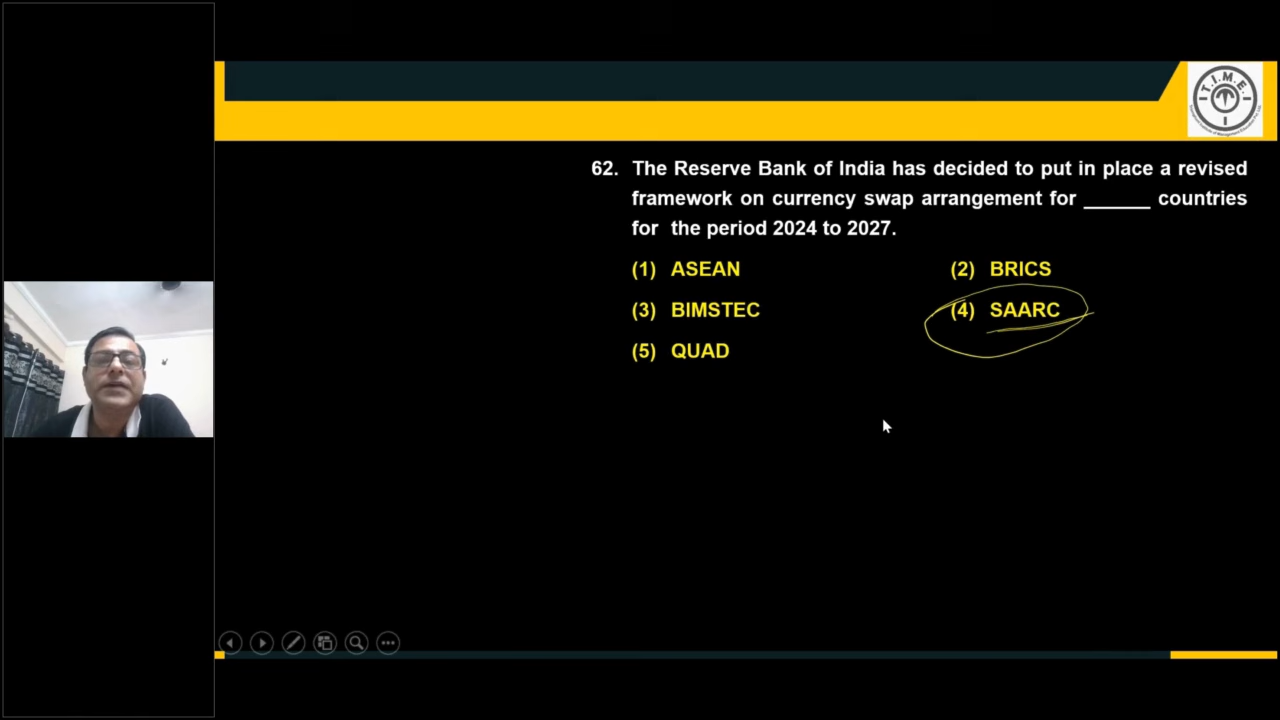 T.I.M.E.
62. The Reserve Bank of India has decided to put in place a revised
framework on currency swap arrangement for ______ countries
for the period 2024 to 2027.
(1) ASEAN (2) BRICS
(3) BIMSTEC (4) SAARC
(5) QUAD